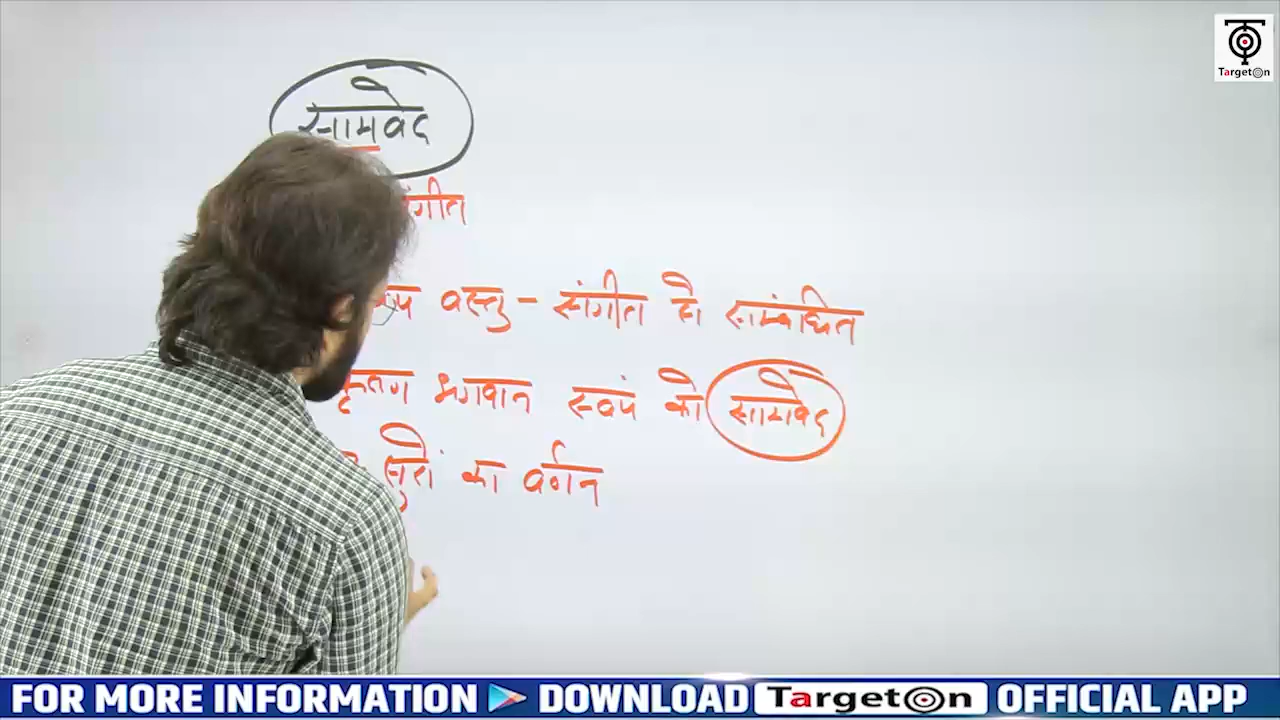 TargetOn
सामवेद
संगीत
वस्तु - संगीत से सम्बंधित
भगवान स्वयं को सामवेद
सुरों का वर्णन
FOR MORE INFORMATION DOWNLOAD TargetOn OFFICIAL APP